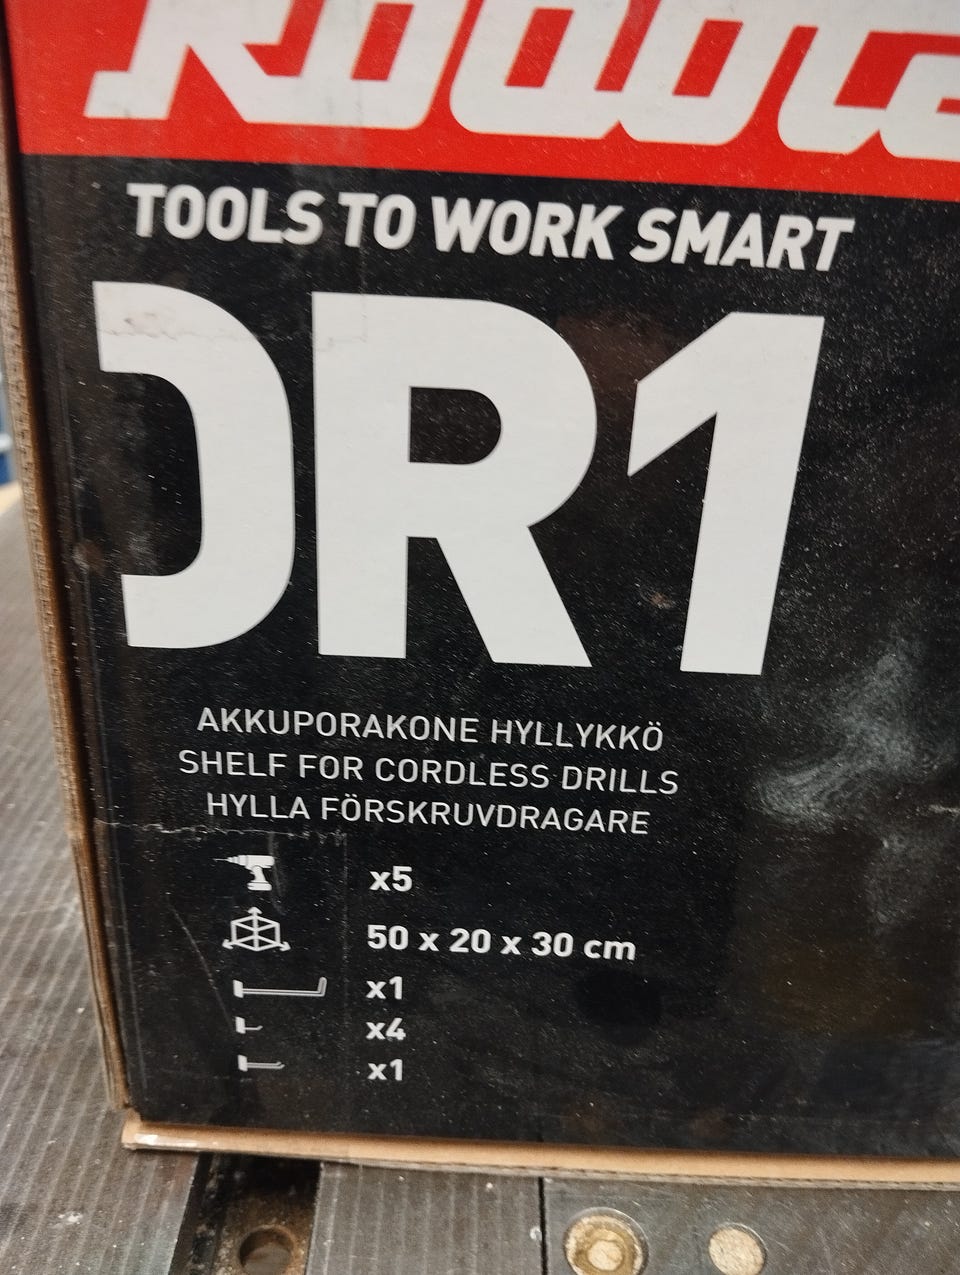 TOOLS TO WORK SMART
DR1
AKKUPORAKONE HYLLYKKÖ
SHELF FOR CORDLESS DRILLS
HYLLA FÖRSKRUVDRAGARE
x5
50 x 20 x 30 cm
x1
x4
x1